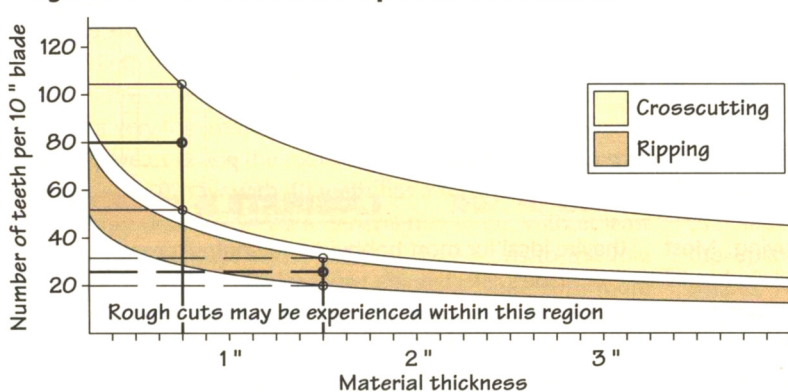 Number of teeth per 10" blade
120
100
80
60
40
20
Crosscutting
Ripping
Rough cuts may be experienced within this region
1"
2"
3"
Material thickness